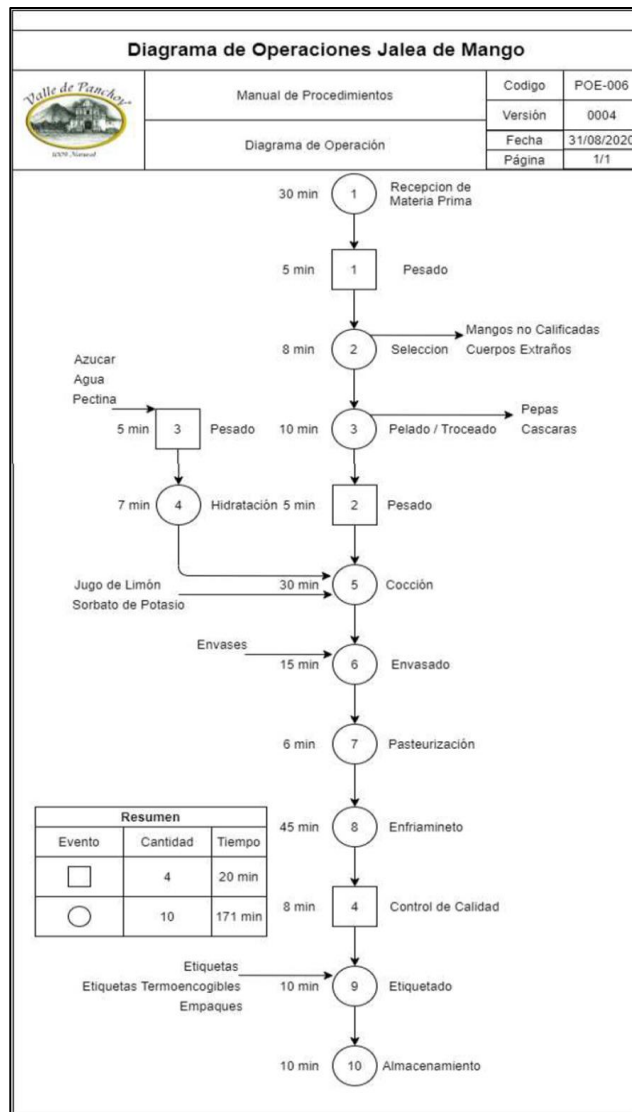 Diagrama de Operaciones Jalea de Mango
Valle de Panchoy
100% Natural
Manual de Procedimientos
Codigo POE-006
Versión 0004
Diagrama de Operación
Fecha 31/08/2020
Página 1/1
30 min 1 Recepcion de
Materia Prima
5 min 1 Pesado
8 min 2 Seleccion
Mangos no Calificadas
Cuerpos Extraños
Azucar
Agua
Pectina
5 min 3 Pesado
10 min 3 Pelado / Troceado
Pepas
Cascaras
7 min 4 Hidratación
5 min 2 Pesado
Jugo de Limón
Sorbato de Potasio
30 min 5 Cocción
Envases
15 min 6 Envasado
6 min 7 Pasteurización
45 min 8 Enfriamineto
Resumen
Evento Cantidad Tiempo
4 20 min
10 171 min
8 min 4 Control de Calidad
Etiquetas
Etiquetas Termoencogibles
Empaques
10 min 9 Etiquetado
10 min 10 Almacenamiento